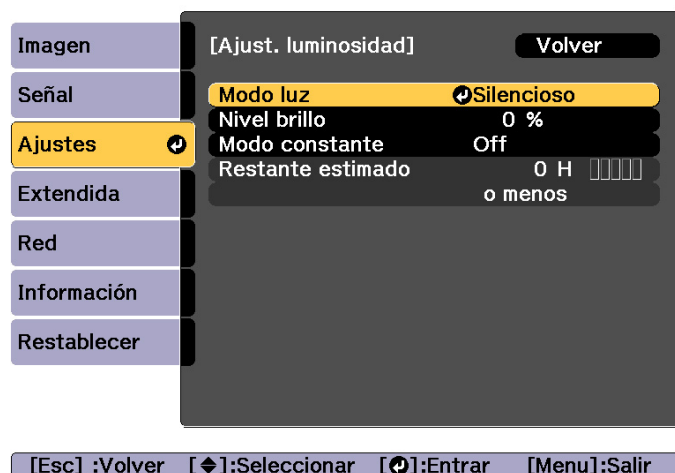 Imagen
Señal
Ajustes
Extendida
Red
Información
Restablecer
[Ajust. luminosidad] Volver
Modo luz Silencioso
Nivel brillo 0 %
Modo constante Off
Restante estimado 0 H
o menos
[Esc] :Volver [ ]:Seleccionar [ ]:Entrar [Menu]:Salir